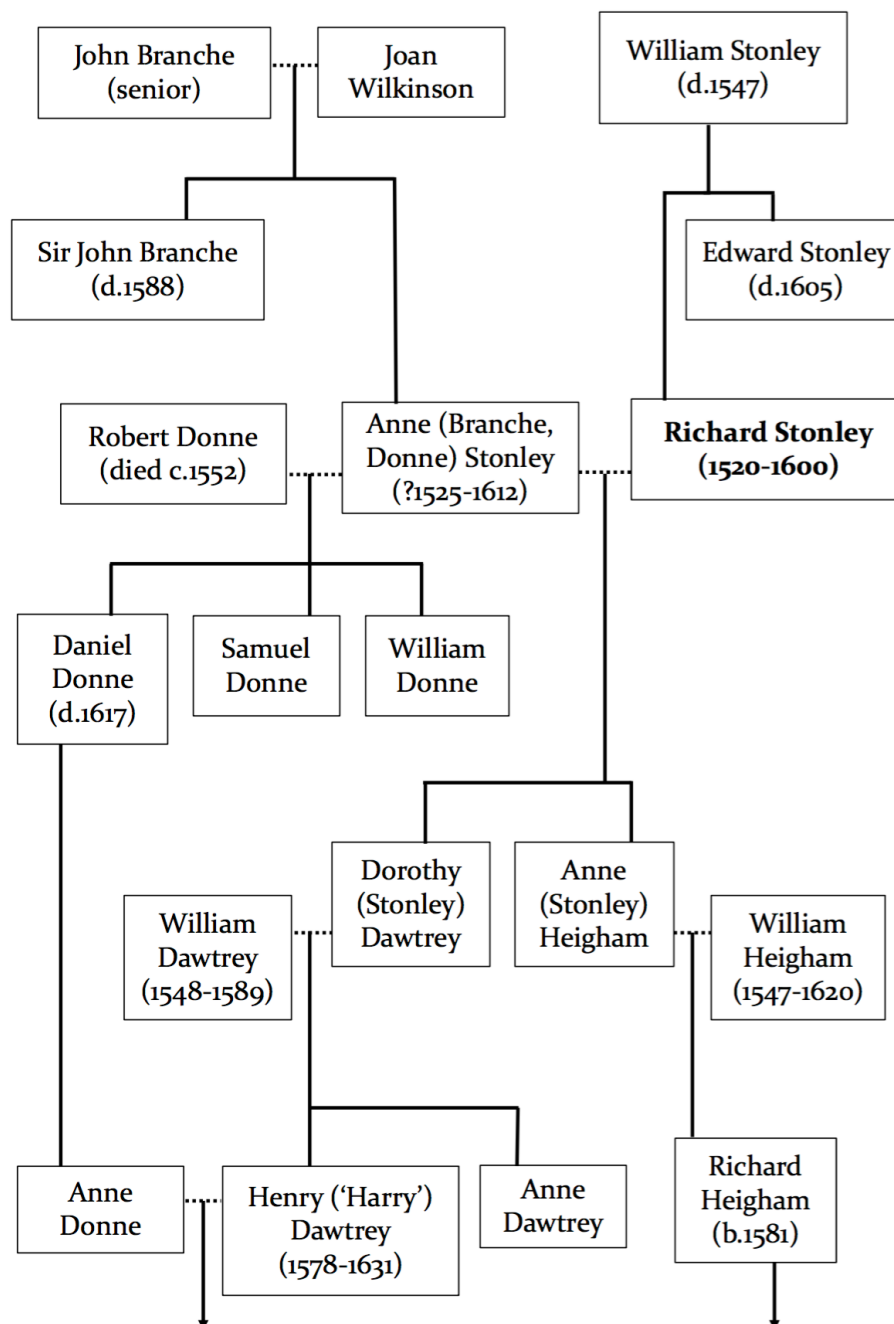 John Branche
(senior)
Joan
Wilkinson
William Stonley
(d.1547)
Sir John Branche
(d.1588)
Edward Stonley
(d.1605)
Robert Donne
(died c.1552)
Anne (Branche,
Donne) Stonley
(?1525-1612)
Richard Stonley
(1520-1600)
Daniel
Donne
(d.1617)
Samuel
Donne
William
Donne
William
Dawtrey
(1548-1589)
Dorothy
(Stonley)
Dawtrey
Anne
(Stonley)
Heigham
William
Heigham
(1547-1620)
Anne
Donne
Henry (‘Harry’)
Dawtrey
(1578-1631)
Anne
Dawtrey
Richard
Heigham
(b.1581)